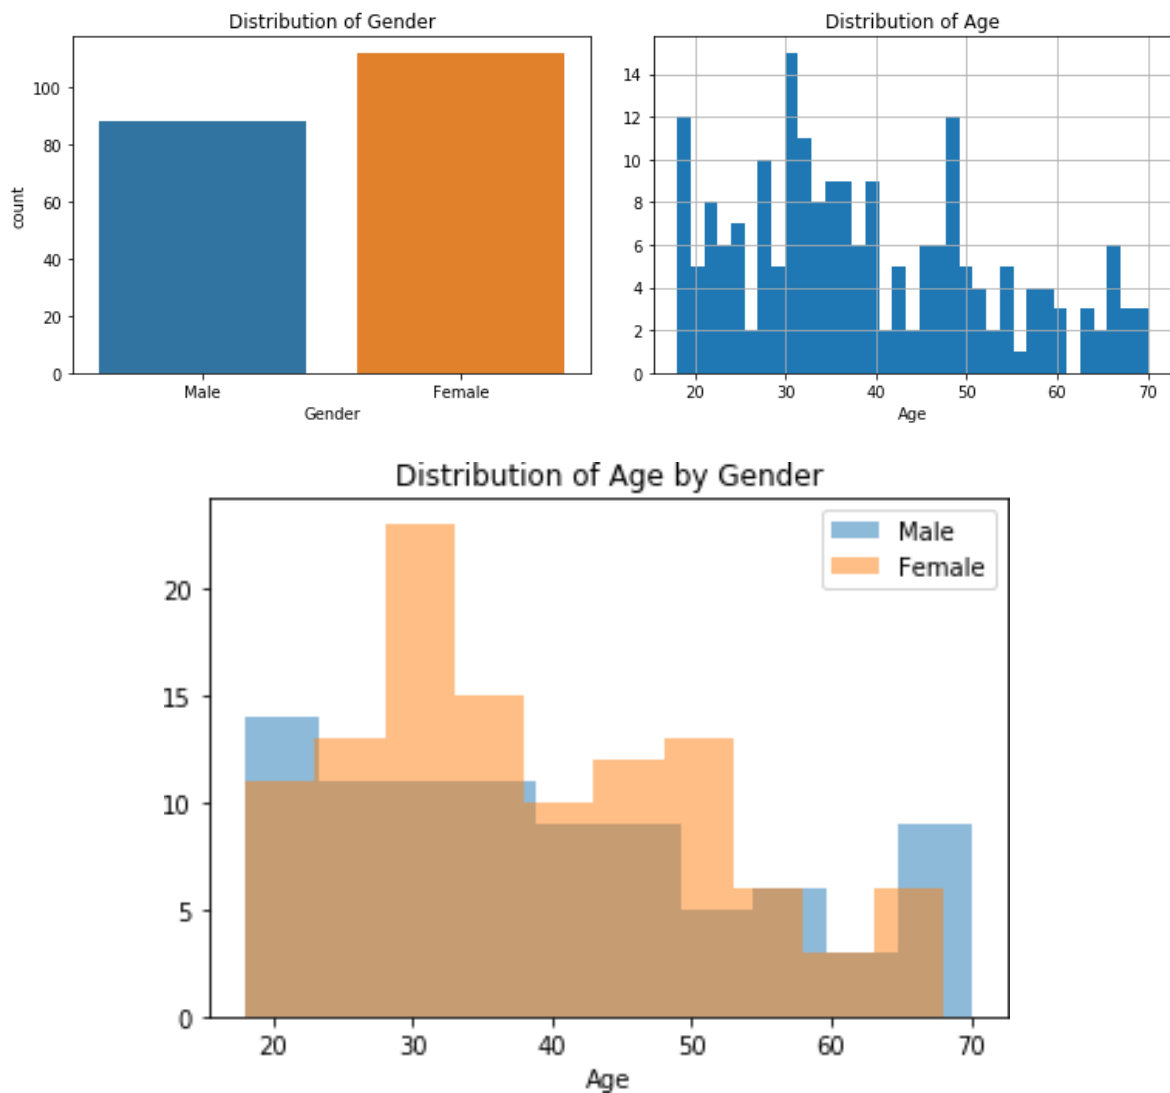 Distribution of Gender
100
80
60
40
20
0
count
Male Female
Gender
Distribution of Age
14
12
10
8
6
4
2
0
20 30 40 50 60 70
Age
Distribution of Age by Gender
Male
Female
20
15
10
5
0
20 30 40 50 60 70
Age